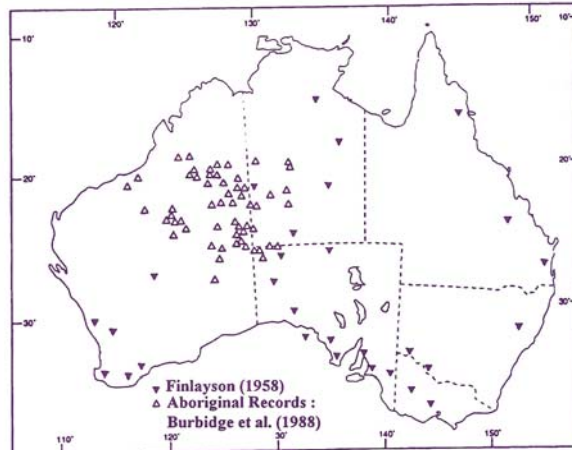 120˚ 130˚ 140˚ 150˚
10˚ 10˚
20˚ 20˚
30˚ 30˚
▼ Finlayson (1958)
△ Aboriginal Records :
Burbidge et al. (1988)
110˚ 120˚ 130˚ 140˚ 150˚